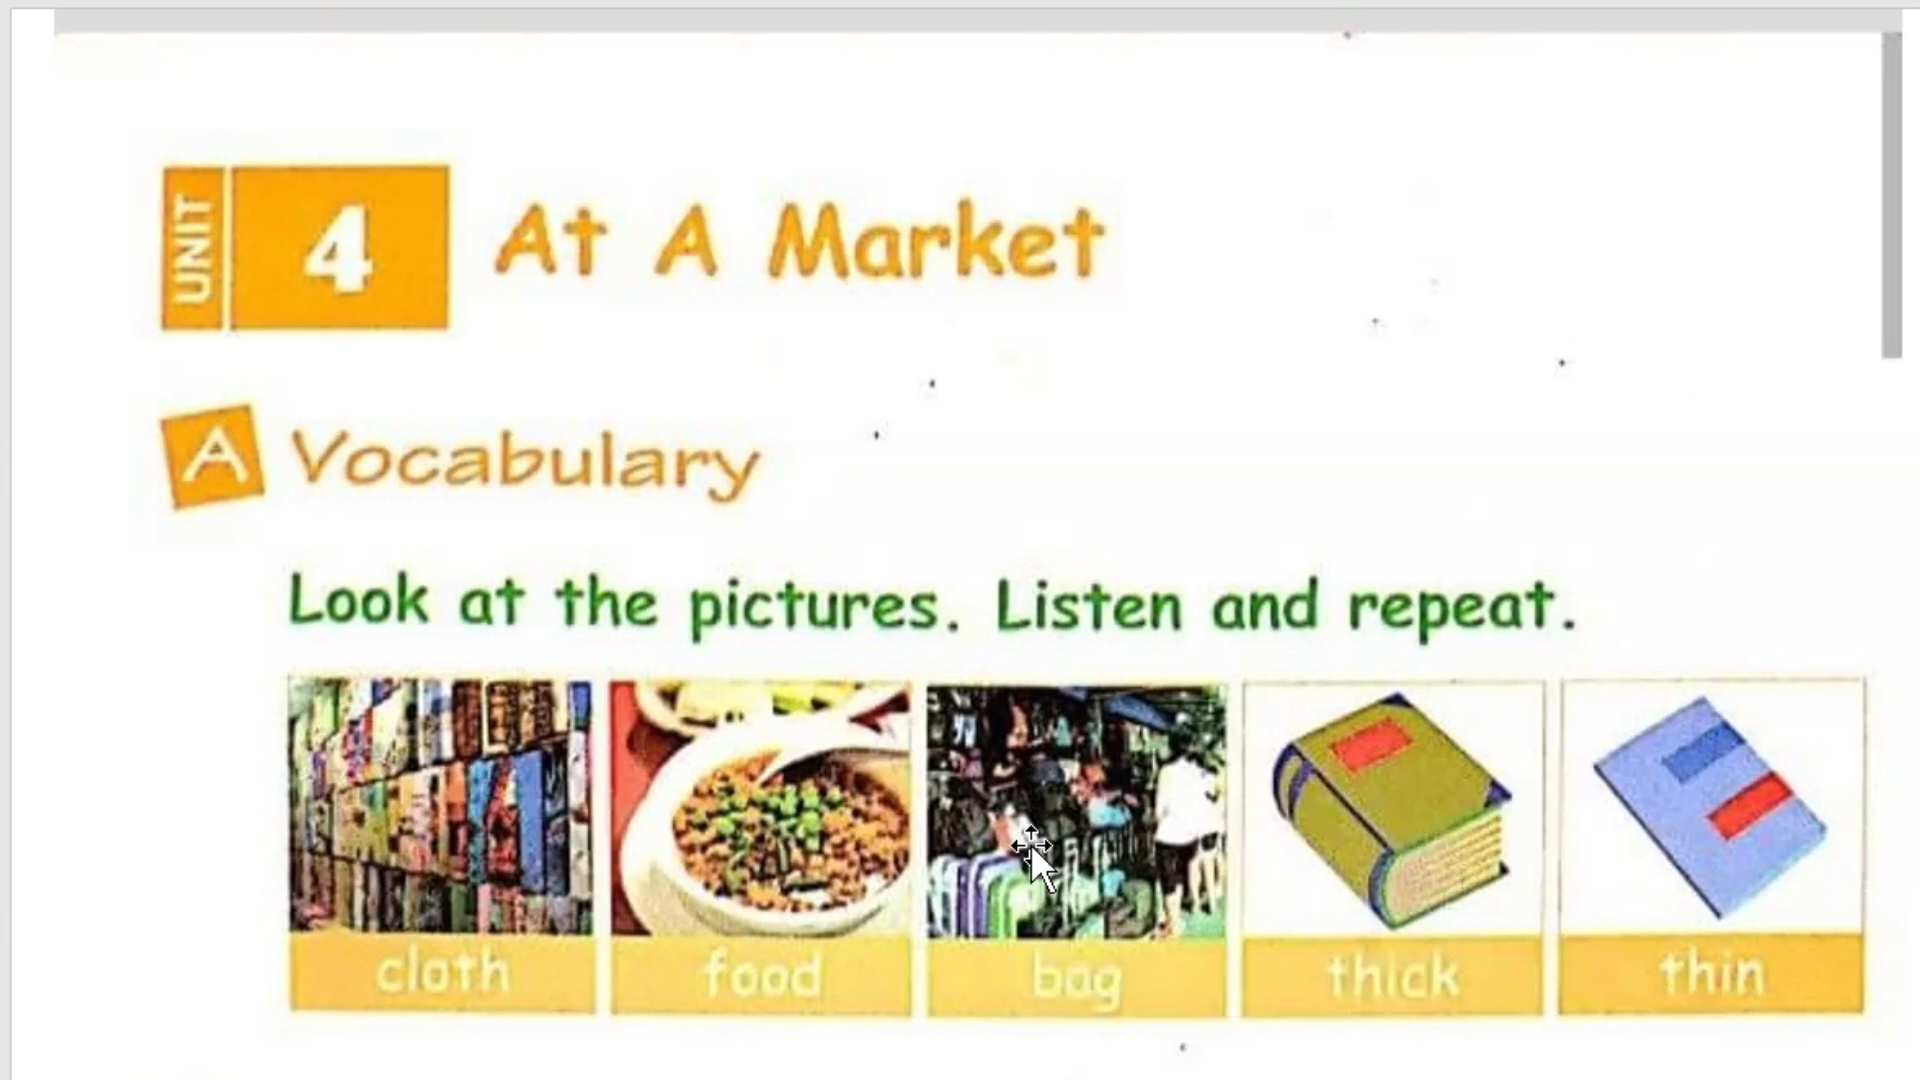 UNIT 4 At A Market
A Vocabulary
Look at the pictures. Listen and repeat.
cloth food bag thick thin